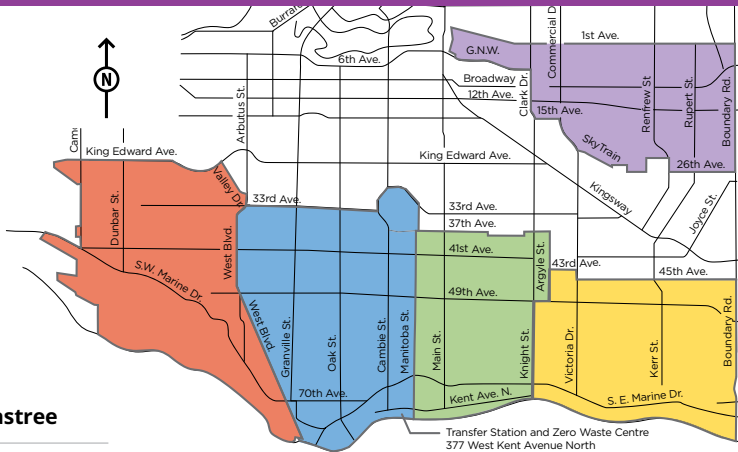 1st Ave.
G.N.W.
6th Ave.
Commercial D
Broadway
12th Ave.
Clark Dr.
15th Ave.
Renfrew St
Rupert St.
Boundary Rd.
N
Arbutus St.
SkyTrain
26th Ave.
King Edward Ave.
King Edward Ave.
Valley Dr.
Kingsway
33rd Ave.
33rd Ave.
37th Ave.
Joyce St.
Dunbar St.
West Blvd.
41st Ave.
Argyle St.
43rd Ave.
45th Ave.
S.W. Marine Dr.
49th Ave.
West Blvd.
Granville St.
Oak St.
Cambie St.
Manitoba St.
Main St.
Knight St.
Victoria Dr.
Kerr St.
Boundary Rd.
70th Ave.
Kent Ave. N.
S. E. Marine Dr.
Transfer Station and Zero Waste Centre
377 West Kent Avenue North